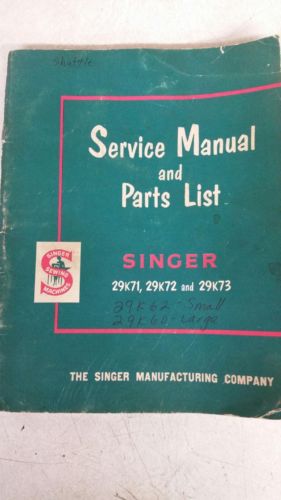 Shuttle
Service Manual
and
Parts List
SINGER
29K71, 29K72 and 29K73
29K62 - Small
29K60 - Large
SINGER
SEWING
MACHINES
THE SINGER MANUFACTURING COMPANY